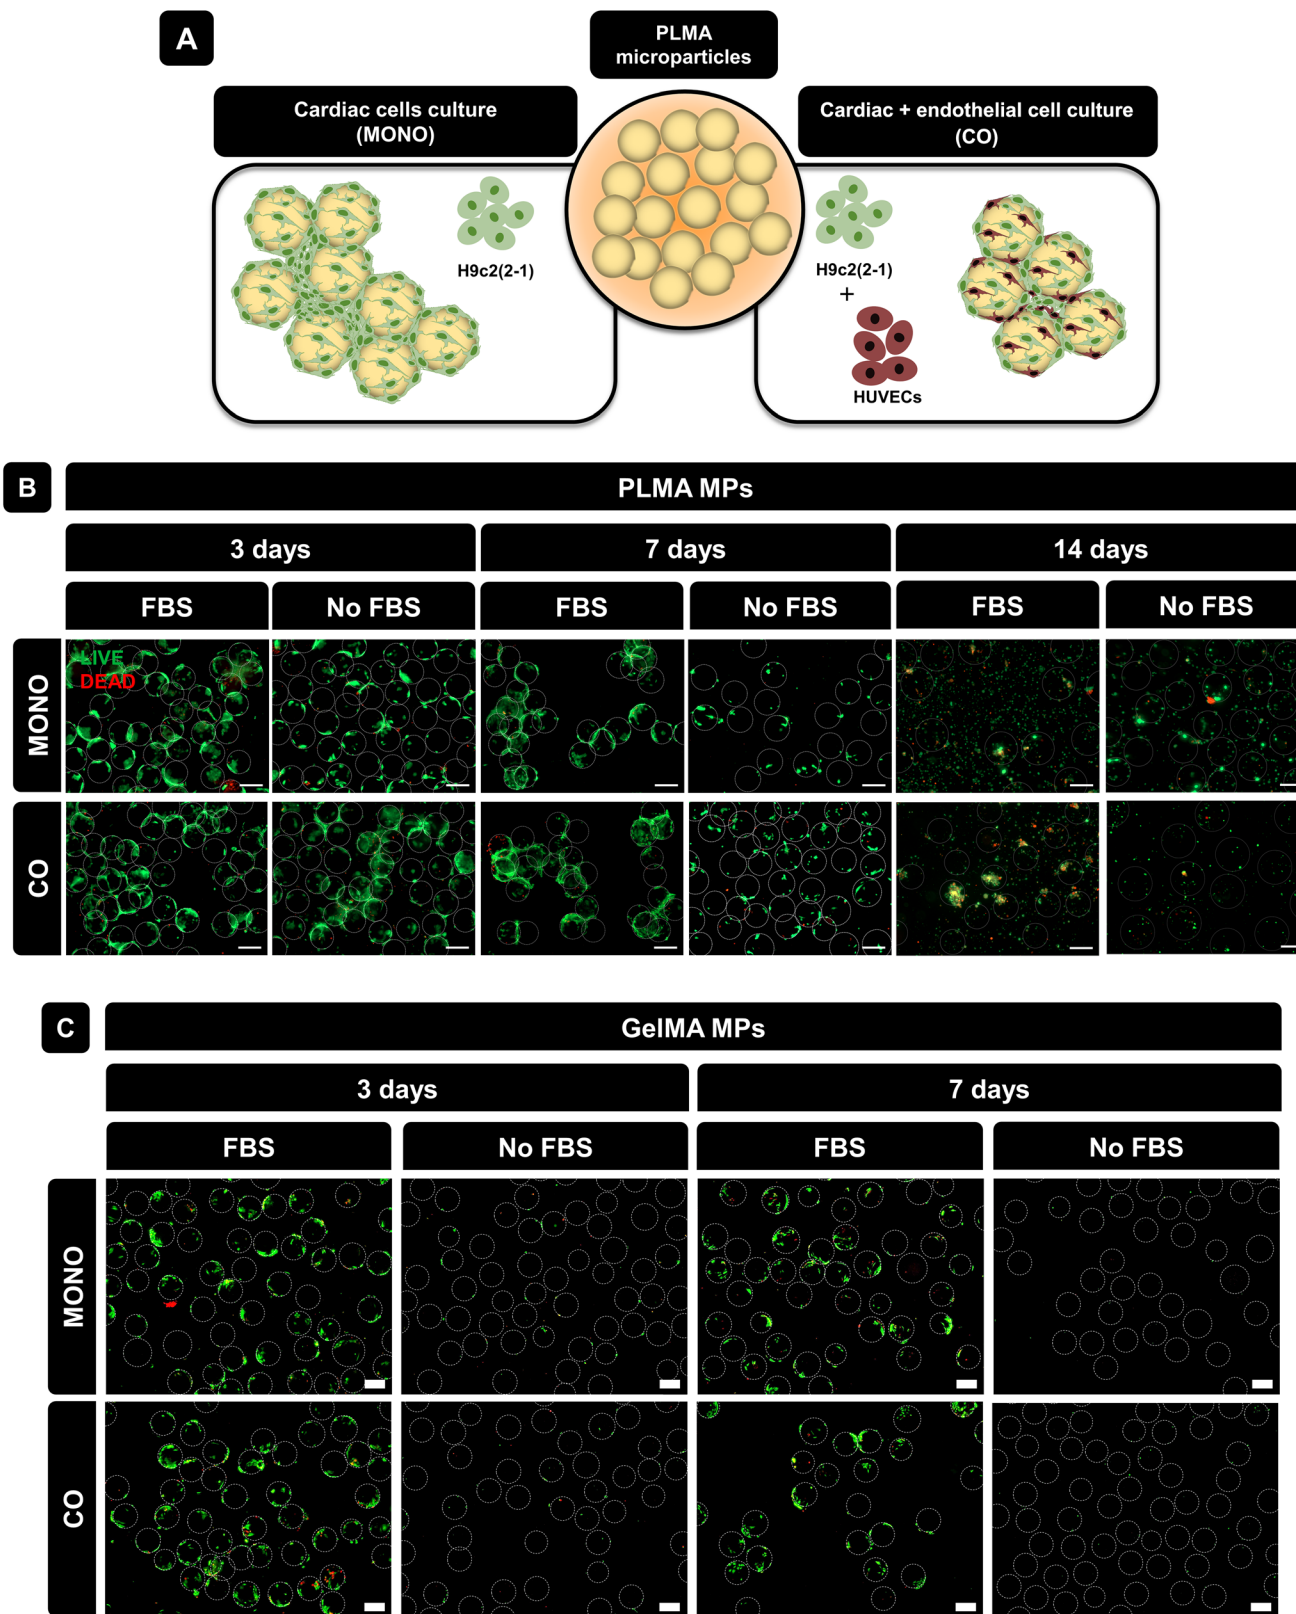 A
PLMA
microparticles
Cardiac cells culture
(MONO)
Cardiac + endothelial cell culture
(CO)
H9c2(2-1)
H9c2(2-1)
+
HUVECs
B
PLMA MPs
3 days
7 days
14 days
FBS
No FBS
FBS
No FBS
FBS
No FBS
MONO
LIVE
DEAD
CO
C
GelMA MPs
3 days
7 days
FBS
No FBS
FBS
No FBS
MONO
CO